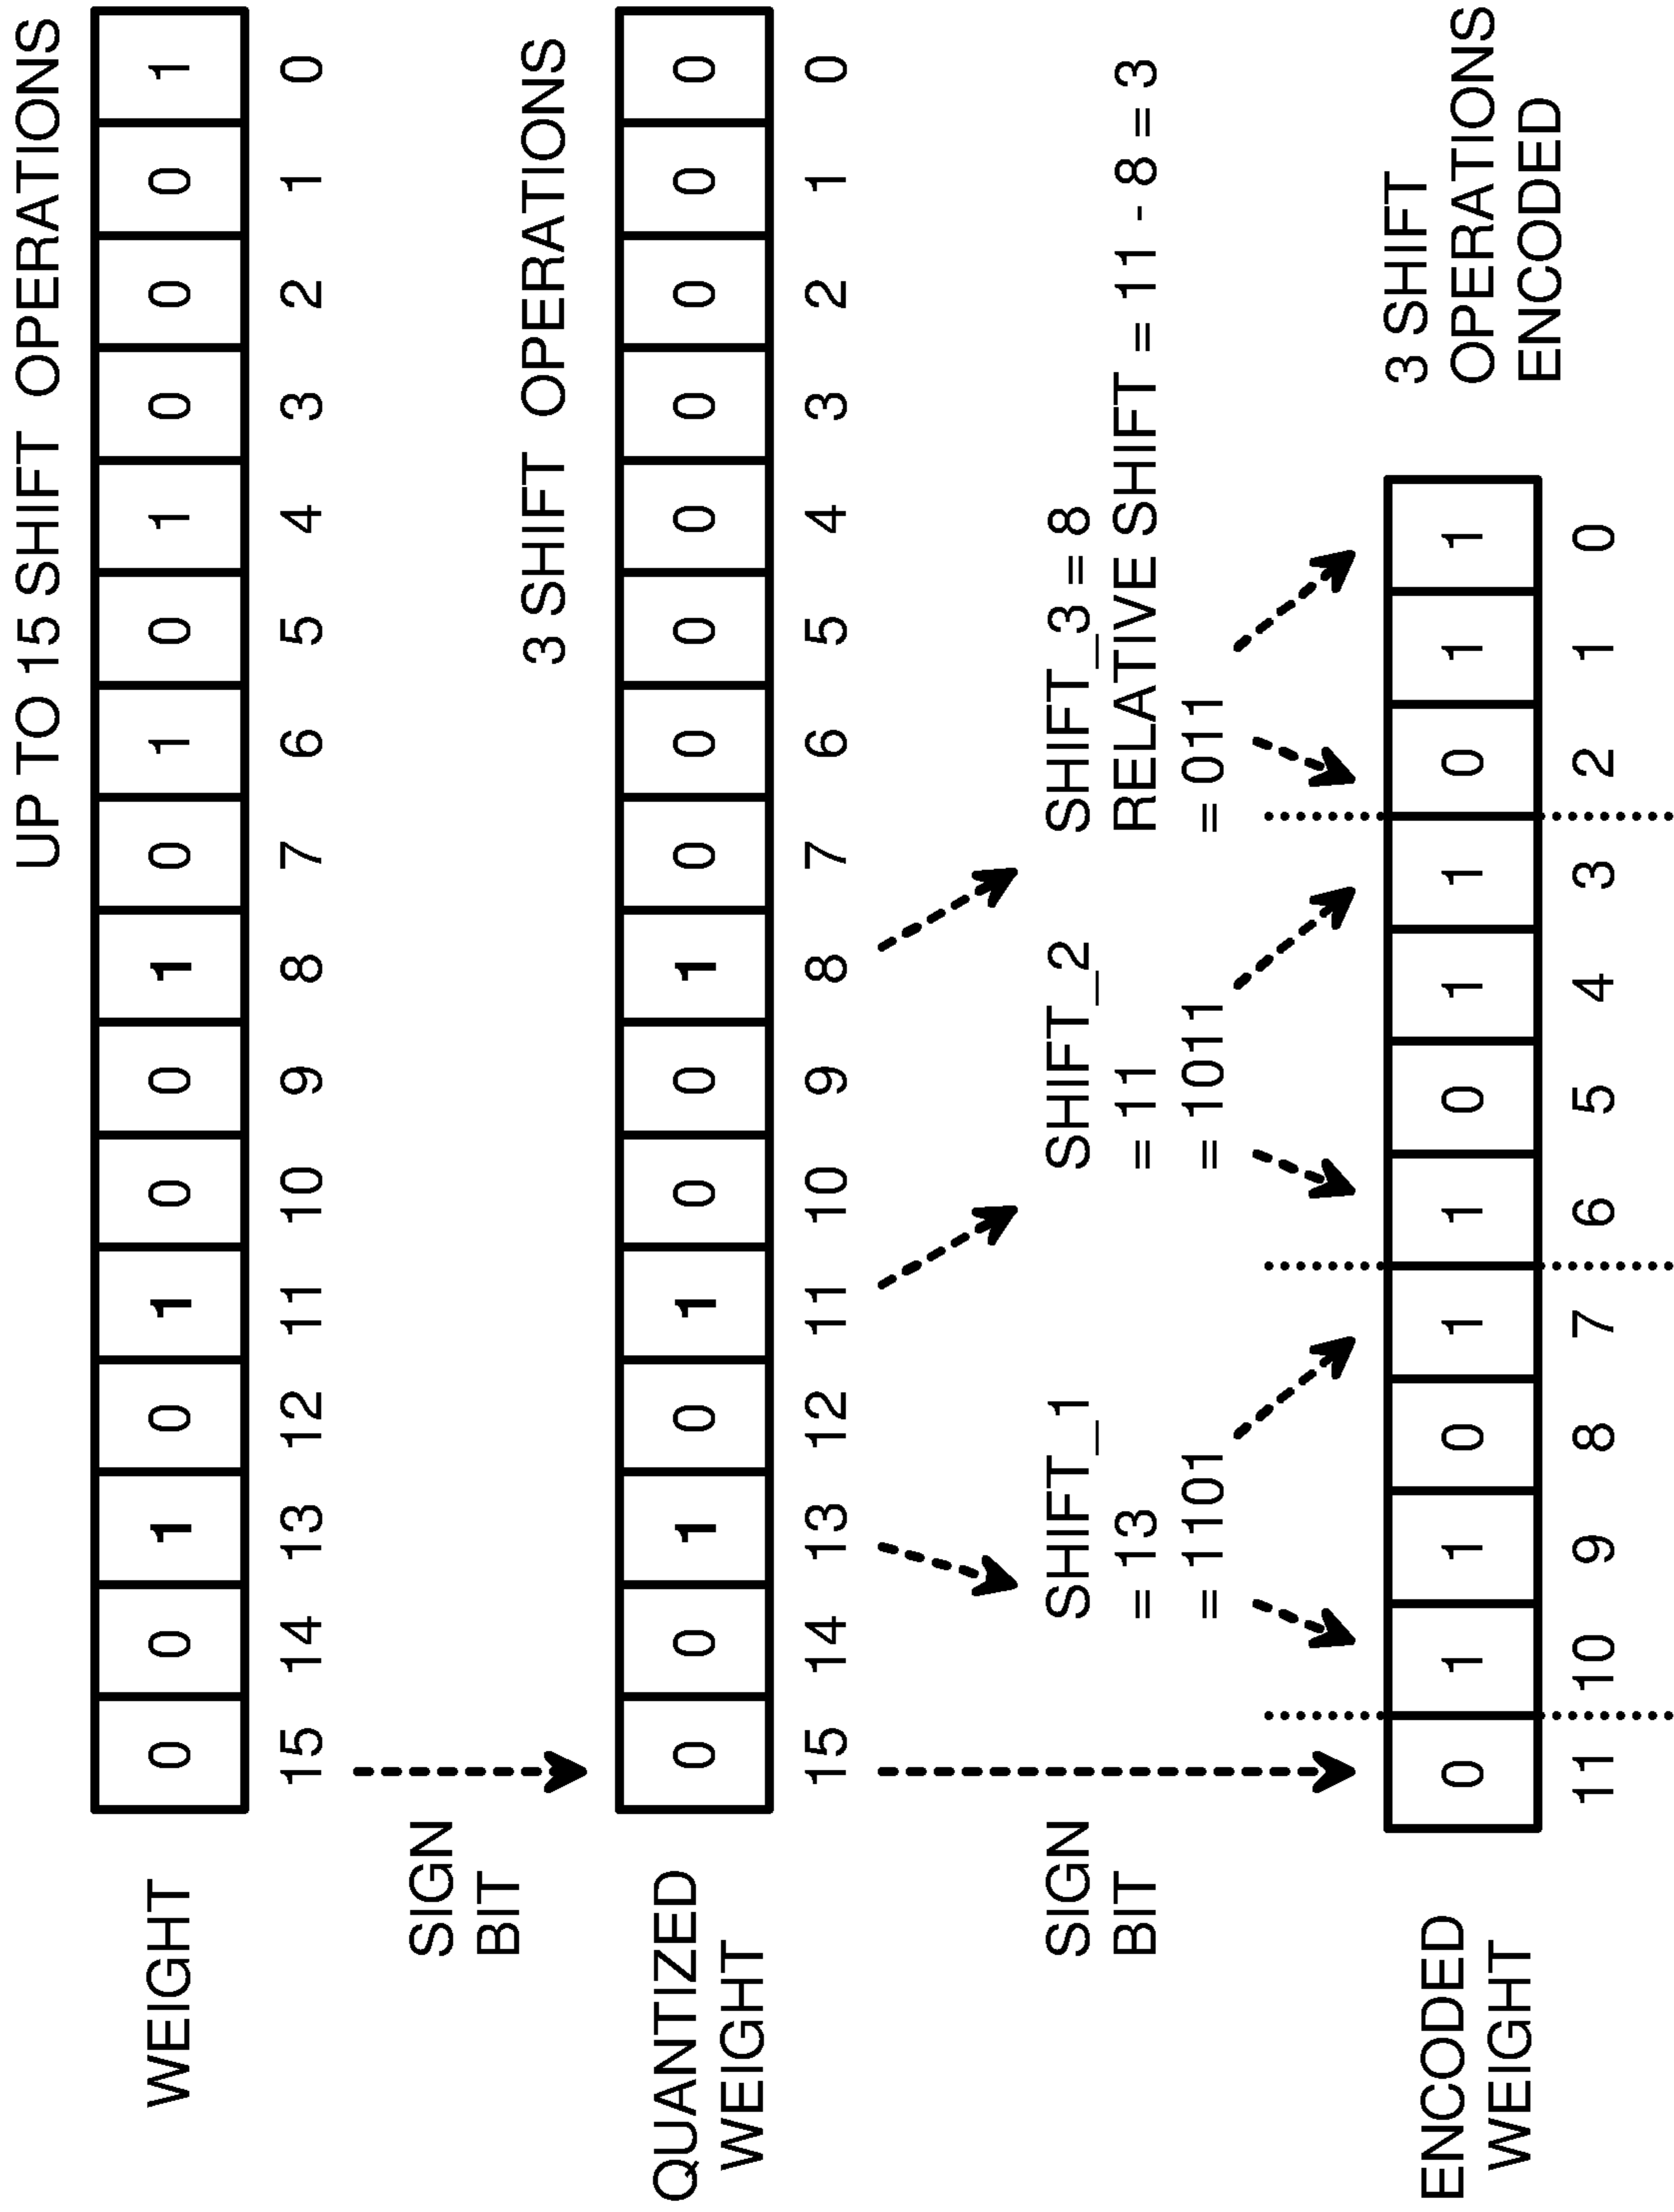 UP TO 15 SHIFT OPERATIONS
WEIGHT
0 0 1 0 1 0 0 1 0 1 0 1 0 0 0 1
15 14 13 12 11 10 9 8 7 6 5 4 3 2 1 0
SIGN
BIT
3 SHIFT OPERATIONS
QUANTIZED
WEIGHT
0 0 1 0 1 0 0 1 0 0 0 0 0 0 0 0
15 14 13 12 11 10 9 8 7 6 5 4 3 2 1 0
SIGN
BIT
SHIFT_1
= 13
= 1101
SHIFT_2
= 11
= 1011
SHIFT_3 = 8
RELATIVE SHIFT = 11 - 8 = 3
= 011
ENCODED
WEIGHT
0 1 1 0 1 1 0 1 1 0 1 1
11 10 9 8 7 6 5 4 3 2 1 0
3 SHIFT
OPERATIONS
ENCODED